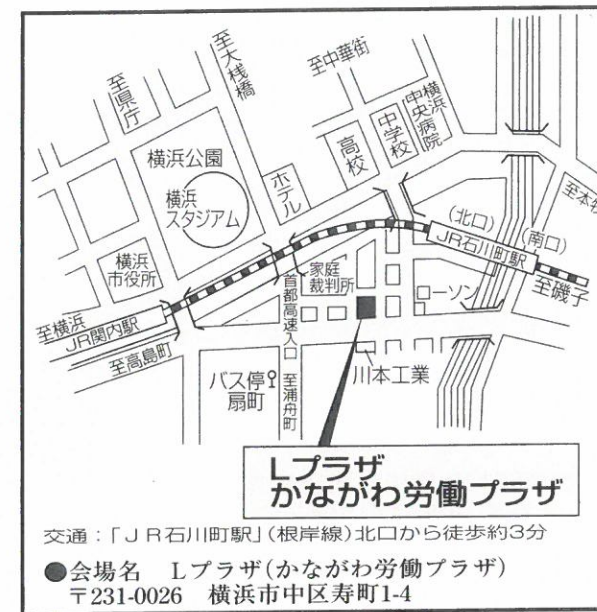 至県庁
至大桟橋
至中華街
横浜公園
横浜
スタジアム
ホテル
高校
中学校
横浜
中央病院
至本牧
横浜
市役所
(北口)
JR石川町駅
(南口)
至磯子
家庭
裁判所
ローソン
至横浜
JR関内駅
至高島町
首都高速入口
至浦舟町
バス停
扇町
川本工業
Lプラザ
かながわ労働プラザ
交通:「JR石川町駅」(根岸線)北口から徒歩約3分
●会場名 Lプラザ(かながわ労働プラザ)
〒231-0026 横浜市中区寿町1-4